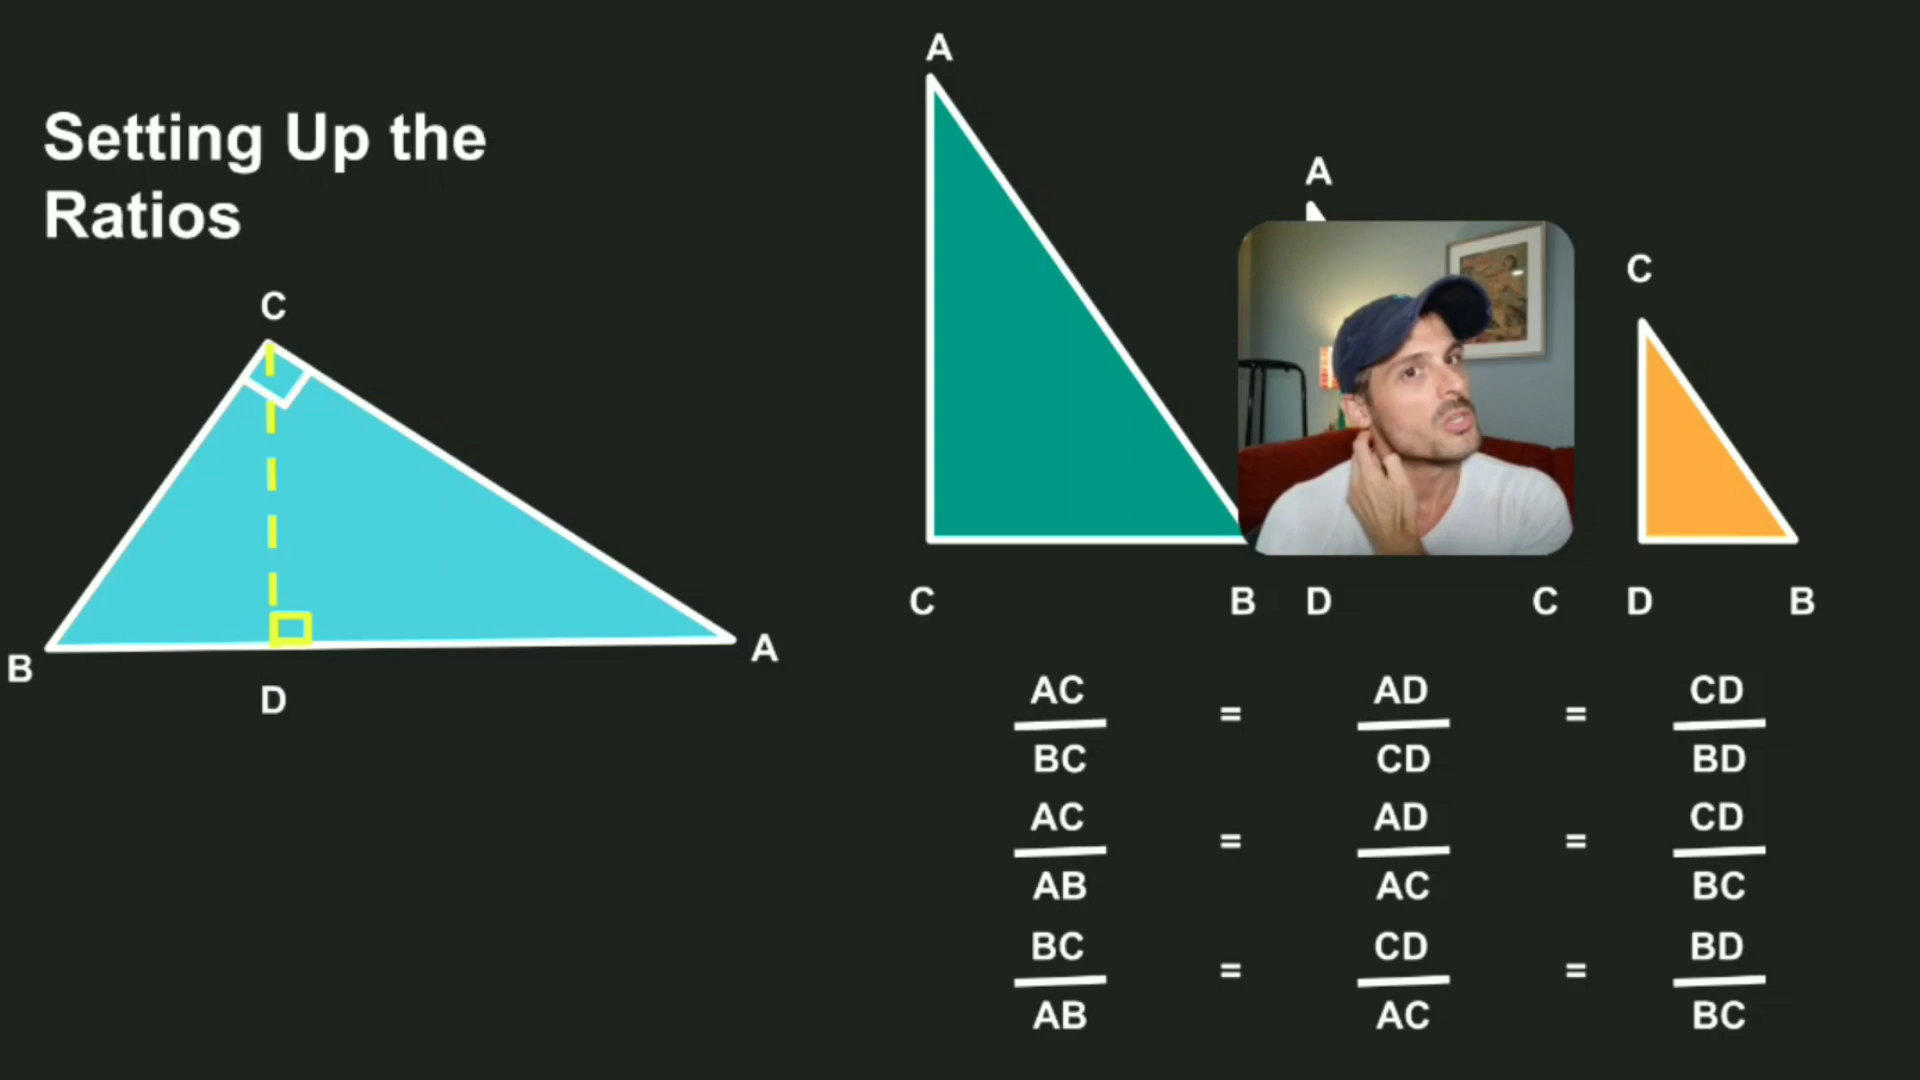 Setting Up the
Ratios
C
B
D
A
A
A
C
C
B
D
C
D
B
AC = AD = CD
BC CD BD
AC = AD = CD
AB AC BC
BC = CD = BD
AB AC BC